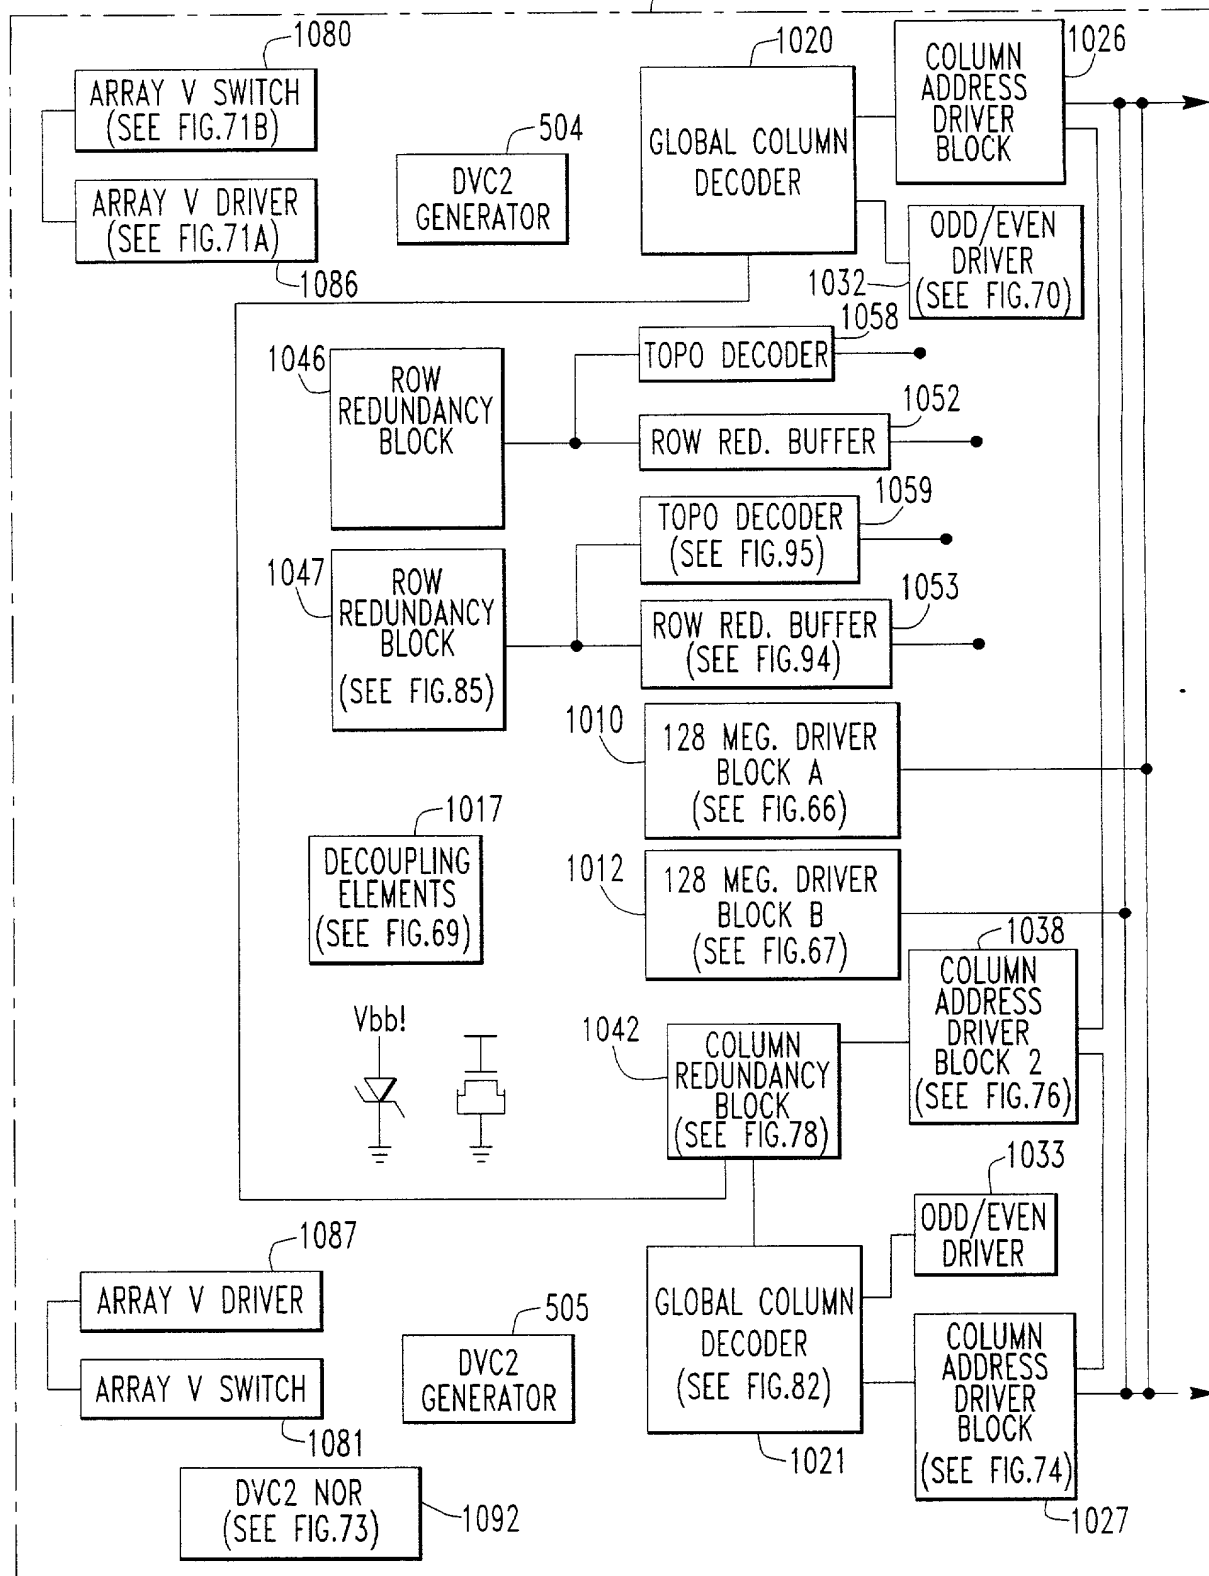 1080
ARRAY V SWITCH
(SEE FIG.71B)
ARRAY V DRIVER
(SEE FIG.71A)
1086
504
DVC2
GENERATOR
1020
GLOBAL COLUMN
DECODER
1026
COLUMN
ADDRESS
DRIVER
BLOCK
ODD/EVEN
DRIVER
(SEE FIG.70)
1032
1058
TOPO DECODER
1046
ROW
REDUNDANCY
BLOCK
1052
ROW RED. BUFFER
1059
TOPO DECODER
(SEE FIG.95)
1047
ROW
REDUNDANCY
BLOCK
(SEE FIG.85)
1053
ROW RED. BUFFER
(SEE FIG.94)
1010
128 MEG. DRIVER
BLOCK A
(SEE FIG.66)
1017
DECOUPLING
ELEMENTS
(SEE FIG.69)
1012
128 MEG. DRIVER
BLOCK B
(SEE FIG.67)
1038
COLUMN
ADDRESS
DRIVER
BLOCK 2
(SEE FIG.76)
Vbb!
1042
COLUMN
REDUNDANCY
BLOCK
(SEE FIG.78)
1033
ODD/EVEN
DRIVER
1087
ARRAY V DRIVER
ARRAY V SWITCH
1081
505
DVC2
GENERATOR
GLOBAL COLUMN
DECODER
(SEE FIG.82)
1021
COLUMN
ADDRESS
DRIVER
BLOCK
(SEE FIG.74)
1027
DVC2 NOR
(SEE FIG.73)
1092